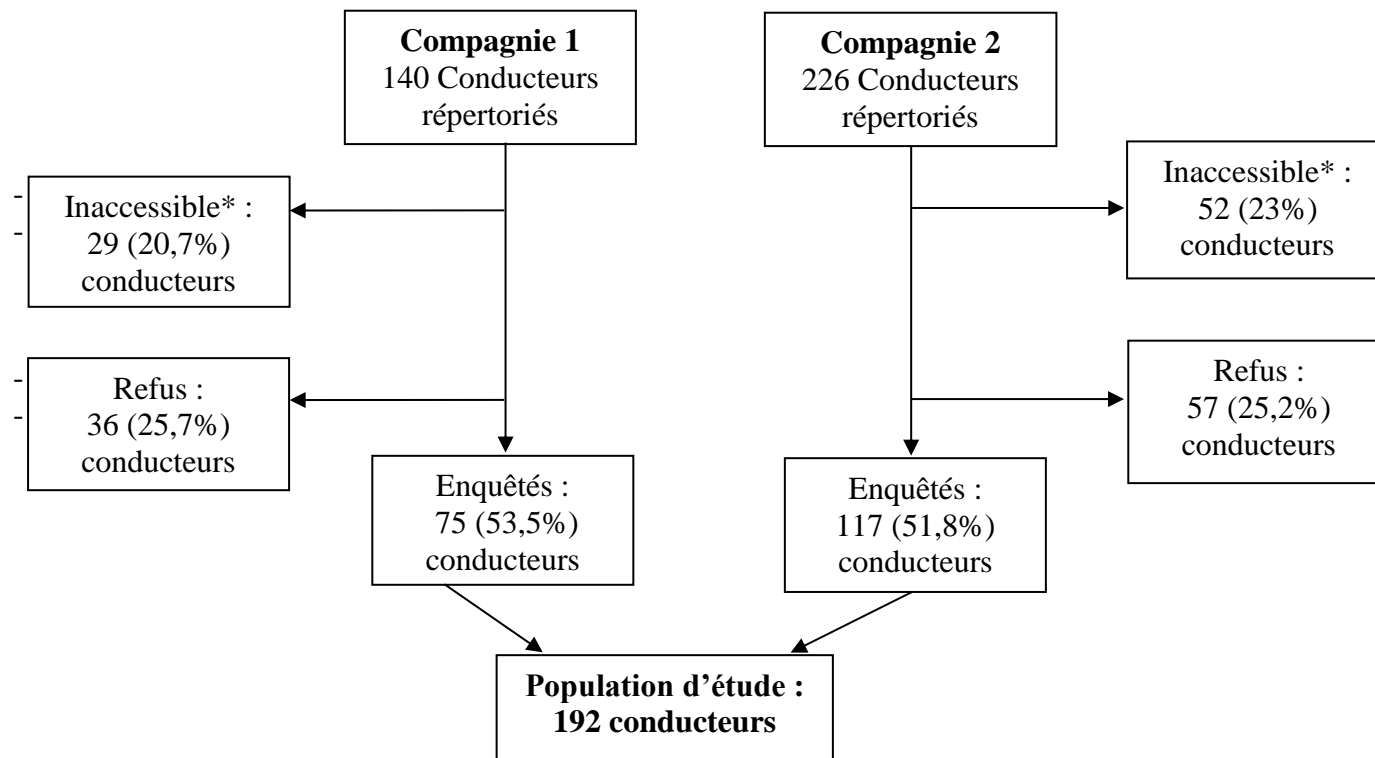 Compagnie 1
140 Conducteurs
répertoriés
Compagnie 2
226 Conducteurs
répertoriés
-
-
Inaccessible* :
29 (20,7%)
conducteurs
Inaccessible* :
52 (23%)
conducteurs
-
-
Refus :
36 (25,7%)
conducteurs
Refus :
57 (25,2%)
conducteurs
Enquêtés :
75 (53,5%)
conducteurs
Enquêtés :
117 (51,8%)
conducteurs
Population d’étude :
192 conducteurs